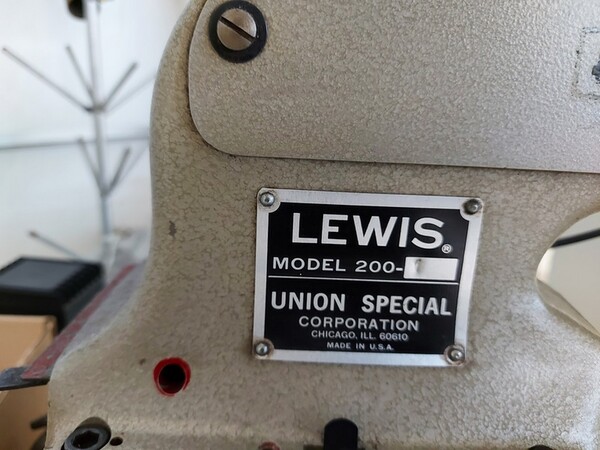 LEWIS®
MODEL 200-
UNION SPECIAL
CORPORATION
CHICAGO, ILL. 60610
MADE IN U.S.A.